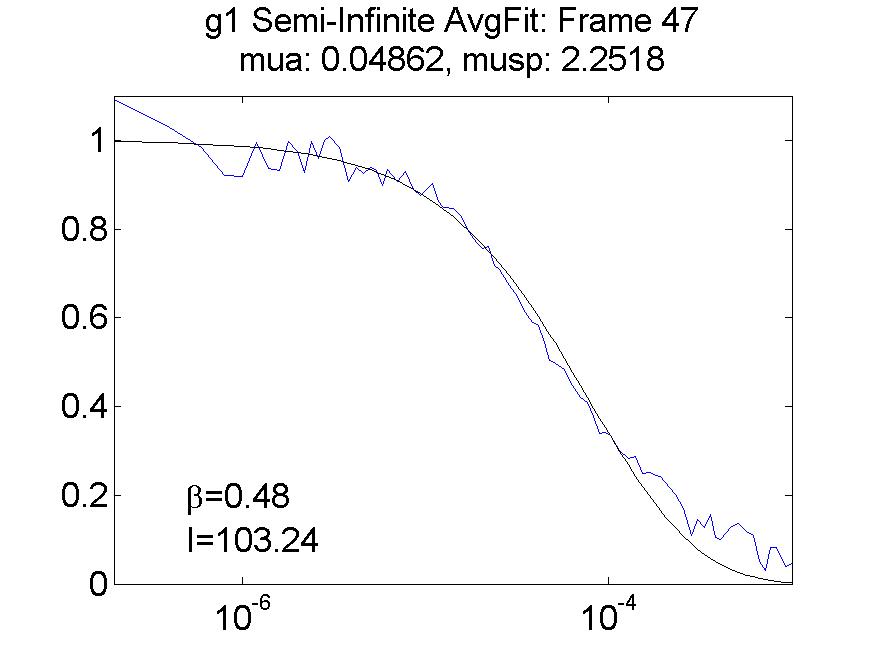 g1 Semi-Infinite AvgFit: Frame 47
mua: 0.04862, musp: 2.2518
1
0.8
0.6
0.4
0.2
0
β=0.48
I=103.24
10^-6
10^-4